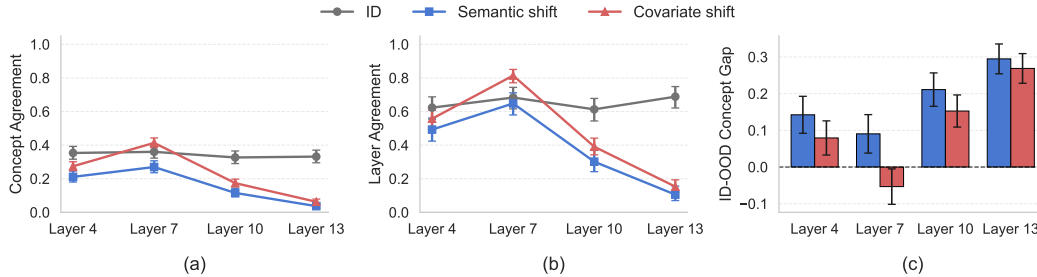 ID Semantic shift Covariate shift
Concept Agreement
1.0
0.8
0.6
0.4
0.2
0.0
Layer 4 Layer 7 Layer 10 Layer 13
(a)
Layer Agreement
1.0
0.8
0.6
0.4
0.2
0.0
Layer 4 Layer 7 Layer 10 Layer 13
(b)
ID-OOD Concept Gap
0.3
0.2
0.1
0.0
−0.1
Layer 4 Layer 7 Layer 10 Layer 13
(c)